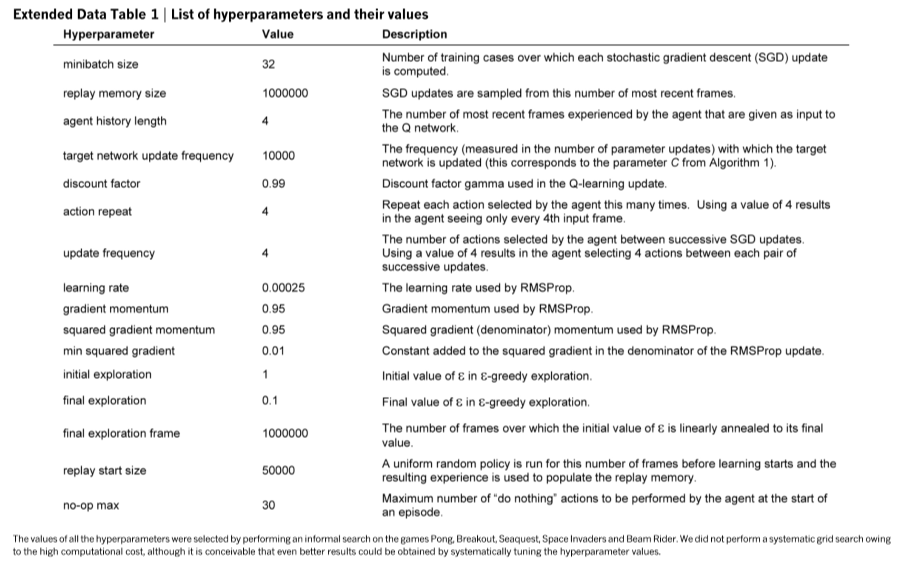 Extended Data Table 1 | List of hyperparameters and their values
Hyperparameter Value Description
minibatch size 32 Number of training cases over which each stochastic gradient descent (SGD) update
is computed.
replay memory size 1000000 SGD updates are sampled from this number of most recent frames.
agent history length 4 The number of most recent frames experienced by the agent that are given as input to
the Q network.
target network update frequency 10000 The frequency (measured in the number of parameter updates) with which the target
network is updated (this corresponds to the parameter C from Algorithm 1).
discount factor 0.99 Discount factor gamma used in the Q-learning update.
action repeat 4 Repeat each action selected by the agent this many times. Using a value of 4 results
in the agent seeing only every 4th input frame.
update frequency 4 The number of actions selected by the agent between successive SGD updates.
Using a value of 4 results in the agent selecting 4 actions between each pair of
successive updates.
learning rate 0.00025 The learning rate used by RMSProp.
gradient momentum 0.95 Gradient momentum used by RMSProp.
squared gradient momentum 0.95 Squared gradient (denominator) momentum used by RMSProp.
min squared gradient 0.01 Constant added to the squared gradient in the denominator of the RMSProp update.
initial exploration 1 Initial value of ε in ε-greedy exploration.
final exploration 0.1 Final value of ε in ε-greedy exploration.
final exploration frame 1000000 The number of frames over which the initial value of ε is linearly annealed to its final
value.
replay start size 50000 A uniform random policy is run for this number of frames before learning starts and the
resulting experience is used to populate the replay memory.
no-op max 30 Maximum number of "do nothing" actions to be performed by the agent at the start of
an episode.
The values of all the hyperparameters were selected by performing an informal search on the games Pong, Breakout, Seaquest, Space Invaders and Beam Rider. We did not perform a systematic grid search owing
to the high computational cost, although it is conceivable that even better results could be obtained by systematically tuning the hyperparameter values.